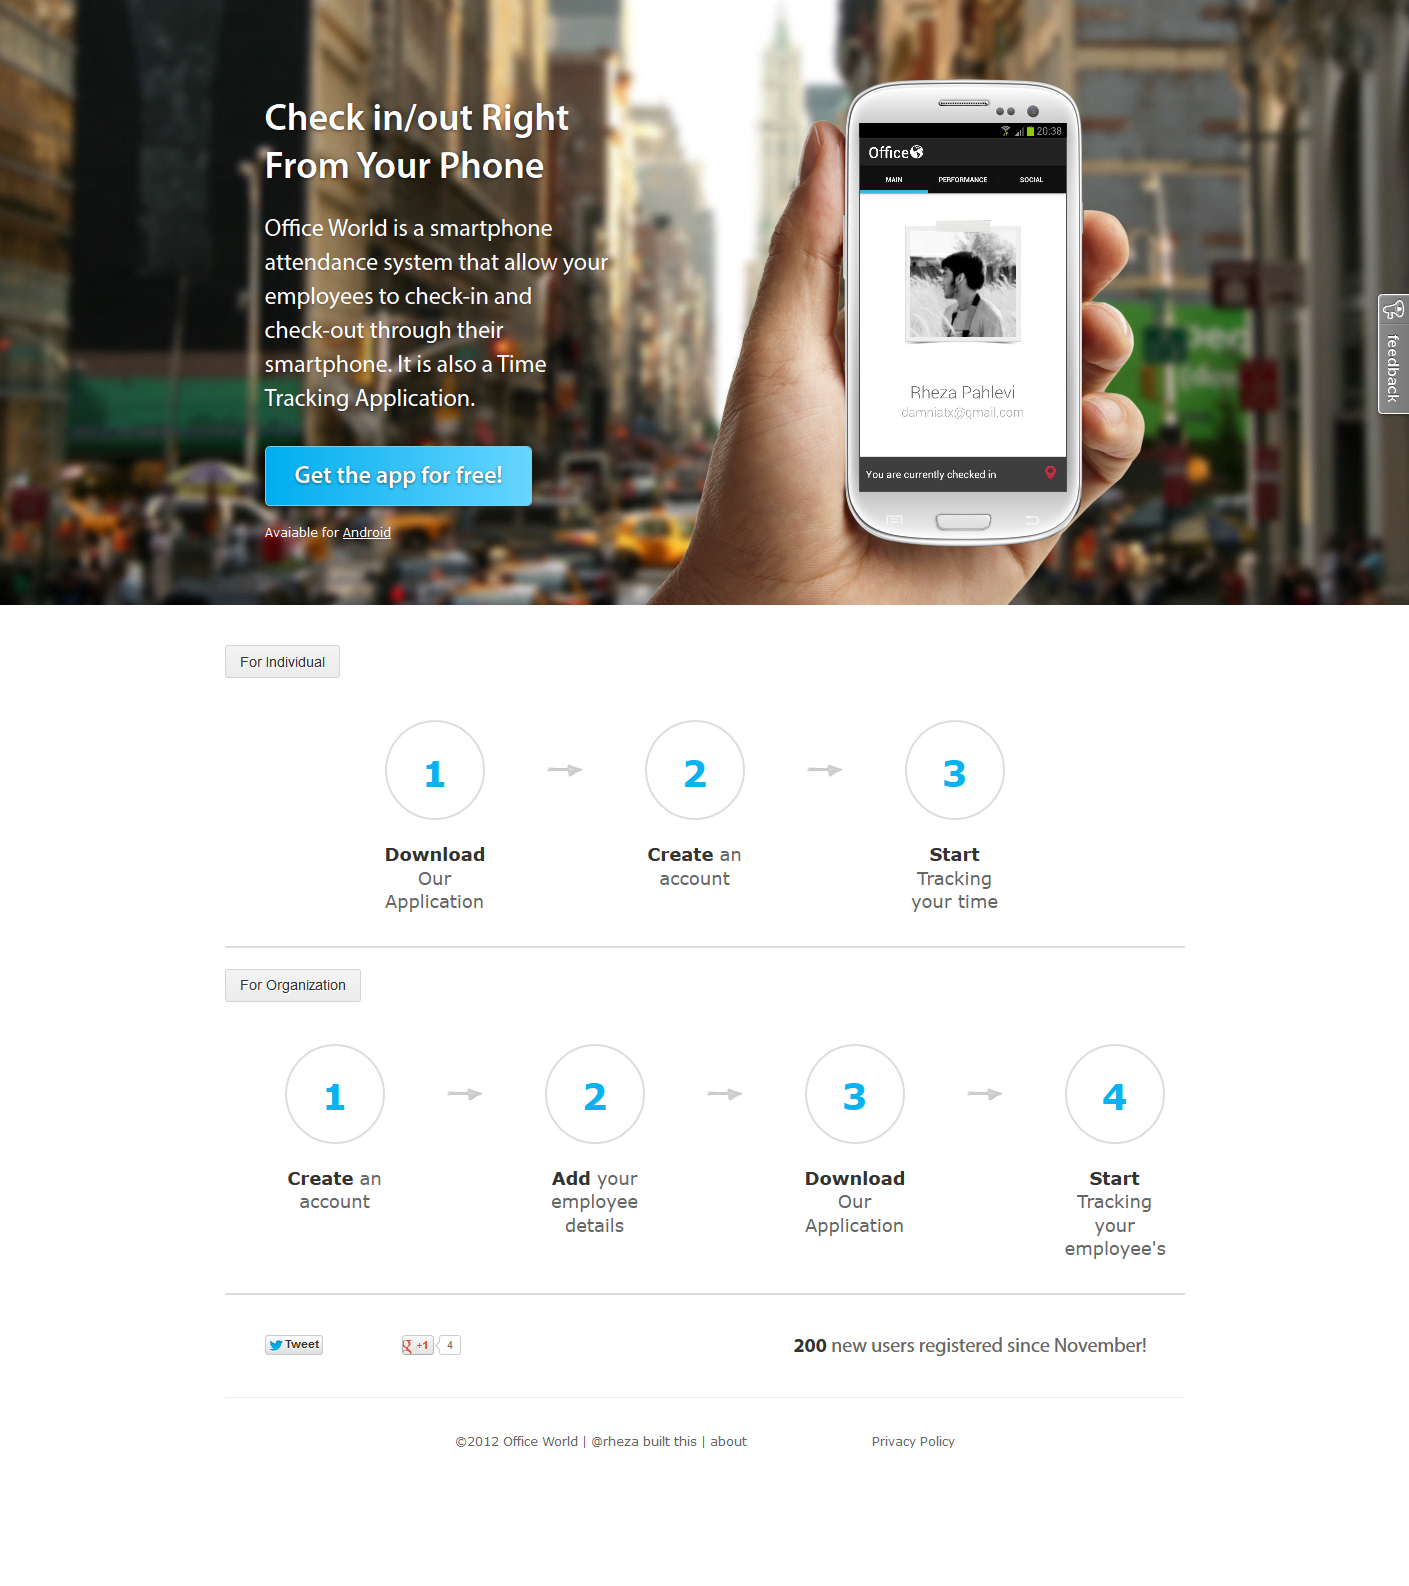 Check in/out Right
From Your Phone
Office World is a smartphone
attendance system that allow your
employees to check-in and
check-out through their
smartphone. It is also a Time
Tracking Application.
Get the app for free!
Avaiable for Android
20:38
Office
MAIN PERFORMANCE SOCIAL
Rheza Pahlevi
damniatx@gmail.com
You are currently checked in
feedback
For Individual
1 2 3
Download Create an Start
Our account Tracking
Application your time
For Organization
1 2 3 4
Create an Add your Download Start
account employee Our Tracking
details Application your
employee's
Tweet +1 4 200 new users registered since November!
©2012 Office World | @rheza built this | about Privacy Policy